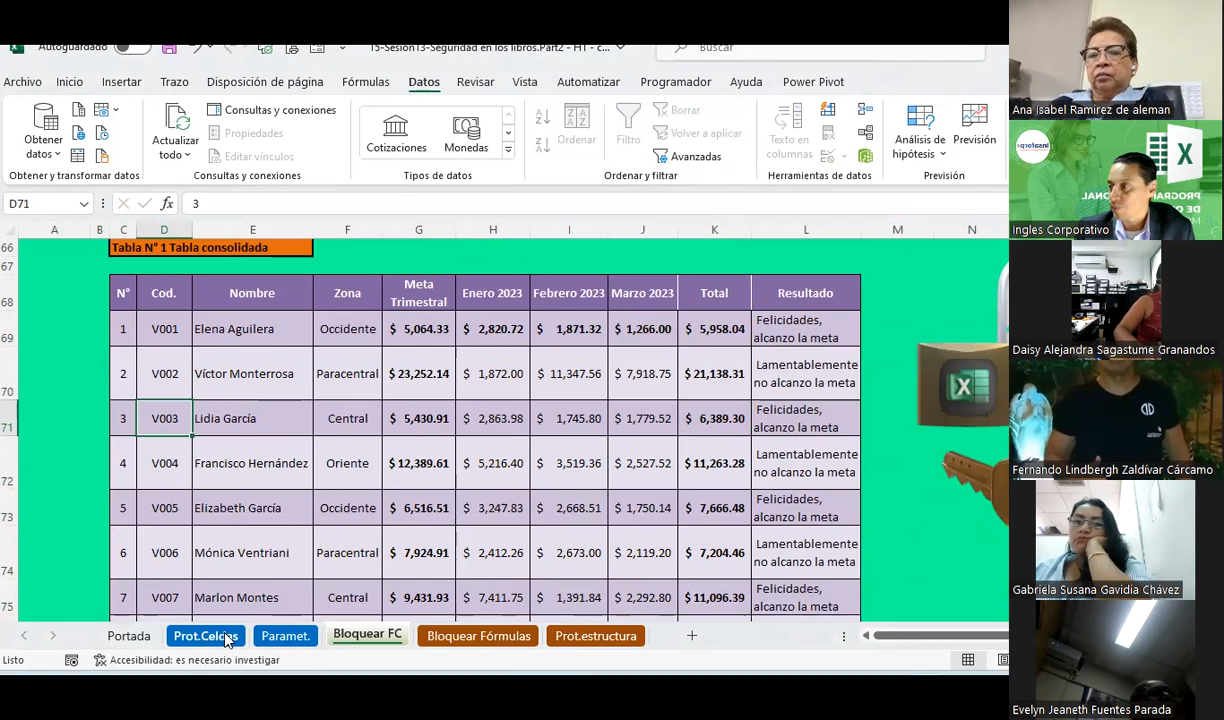 Autoguardado
15-Sesión13-Seguridad en los libros.Part2 - HT - c...
Buscar
Archivo Inicio Insertar Trazo Disposición de página Fórmulas Datos Revisar Vista Automatizar Programador Ayuda Power Pivot
Obtener datos
Actualizar todo
Consultas y conexiones
Propiedades
Editar vínculos
Cotizaciones
Monedas
Ordenar
Filtro
Borrar
Volver a aplicar
Avanzadas
Texto en columnas
Análisis de hipótesis
Previsión
Obtener y transformar datos
Consultas y conexiones
Tipos de datos
Ordenar y filtrar
Herramientas de datos
Previsión
D71 fx 3
A B C D E F G H I J K L M N
66 Tabla N° 1 Tabla consolidada
67
68 N° Cod. Nombre Zona Meta Trimestral Enero 2023 Febrero 2023 Marzo 2023 Total Resultado
69 1 V001 Elena Aguilera Occidente $ 5,064.33 $ 2,820.72 $ 1,871.32 $ 1,266.00 $ 5,958.04 Felicidades, alcanzo la meta
70 2 V002 Víctor Monterrosa Paracentral $ 23,252.14 $ 1,872.00 $ 11,347.56 $ 7,918.75 $ 21,138.31 Lamentablemente no alcanzo la meta
71 3 V003 Lidia García Central $ 5,430.91 $ 2,863.98 $ 1,745.80 $ 1,779.52 $ 6,389.30 Felicidades, alcanzo la meta
72 4 V004 Francisco Hernández Oriente $ 12,389.61 $ 5,216.40 $ 3,519.36 $ 2,527.52 $ 11,263.28 Lamentablemente no alcanzo la meta
73 5 V005 Elizabeth García Occidente $ 6,516.51 $ 3,247.83 $ 2,668.51 $ 1,750.14 $ 7,666.48 Felicidades, alcanzo la meta
74 6 V006 Mónica Ventriani Paracentral $ 7,924.91 $ 2,412.26 $ 2,673.00 $ 2,119.20 $ 7,204.46 Lamentablemente no alcanzo la meta
75 7 V007 Marlon Montes Central $ 9,431.93 $ 7,411.75 $ 1,391.84 $ 2,292.80 $ 11,096.39 Felicidades, alcanzo la meta
Portada Prot.Celdas Paramet. Bloquear FC Bloquear Fórmulas Prot.estructura
Listo Accesibilidad: es necesario investigar
Ana Isabel Ramirez de aleman
Ingles Corporativo
Daisy Alejandra Sagastume Granandos
Fernando Lindbergh Zaldívar Cárcamo
Gabriela Susana Gavidia Chávez
Evelyn Jeaneth Fuentes Parada